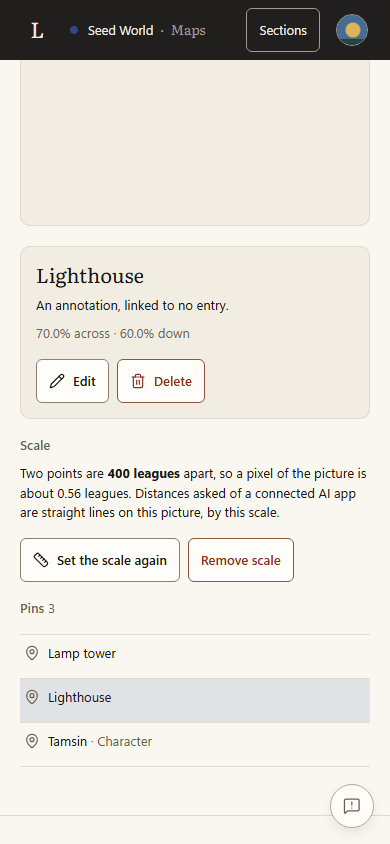 L
Seed World · Maps
Sections
Lighthouse
An annotation, linked to no entry.
70.0% across · 60.0% down
Edit
Delete
Scale
Two points are 400 leagues apart, so a pixel of the picture is
about 0.56 leagues. Distances asked of a connected AI app
are straight lines on this picture, by this scale.
Set the scale again
Remove scale
Pins 3
Lamp tower
Lighthouse
Tamsin · Character